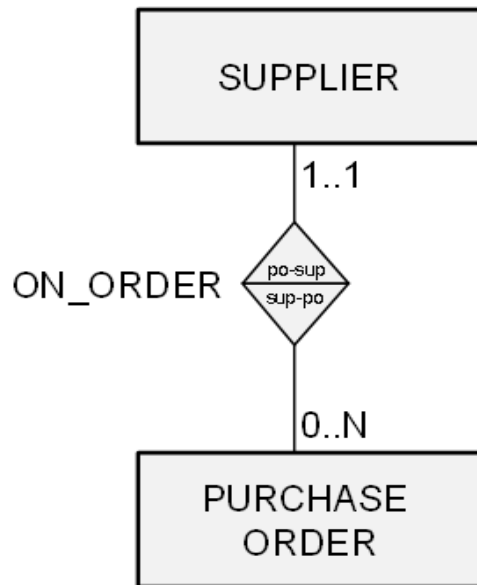 SUPPLIER
1..1
po-sup
ON_ORDER
sup-po
0..N
PURCHASE
ORDER